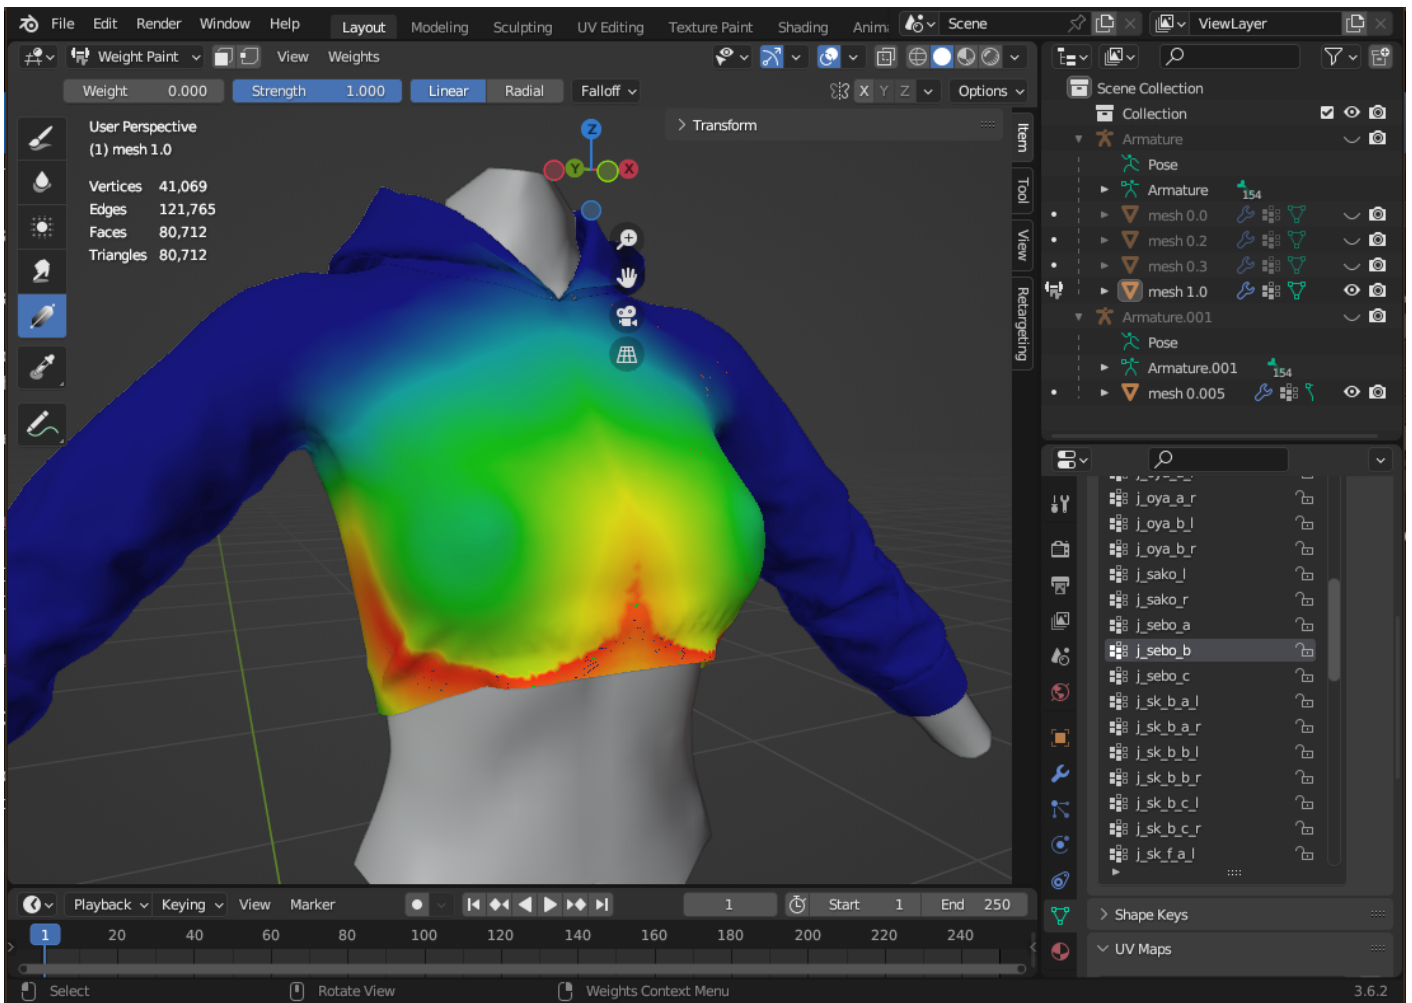 File Edit Render Window Help Layout Modeling Sculpting UV Editing Texture Paint Shading Anim Scene ViewLayer
Weight Paint View Weights
Weight 0.000 Strength 1.000 Linear Radial Falloff X Y Z Options
User Perspective
(1) mesh 1.0
Vertices 41,069
Edges 121,765
Faces 80,712
Triangles 80,712
Transform
Z
Y
X
Item
Tool
View
Retargeting
Scene Collection
Collection
Armature
Pose
Armature 154
mesh 0.0
mesh 0.2
mesh 0.3
mesh 1.0
Armature.001
Pose
Armature.001 154
mesh 0.005
j_oya_a_r
j_oya_b_l
j_oya_b_r
j_sako_l
j_sako_r
j_sebo_a
j_sebo_b
j_sebo_c
j_sk_b_a_l
j_sk_b_a_r
j_sk_b_b_l
j_sk_b_b_r
j_sk_b_c_l
j_sk_b_c_r
j_sk_f_a_l
Shape Keys
UV Maps
Playback Keying View Marker 1 Start 1 End 250
1 20 40 60 80 100 120 140 160 180 200 220 240
Select Rotate View Weights Context Menu 3.6.2